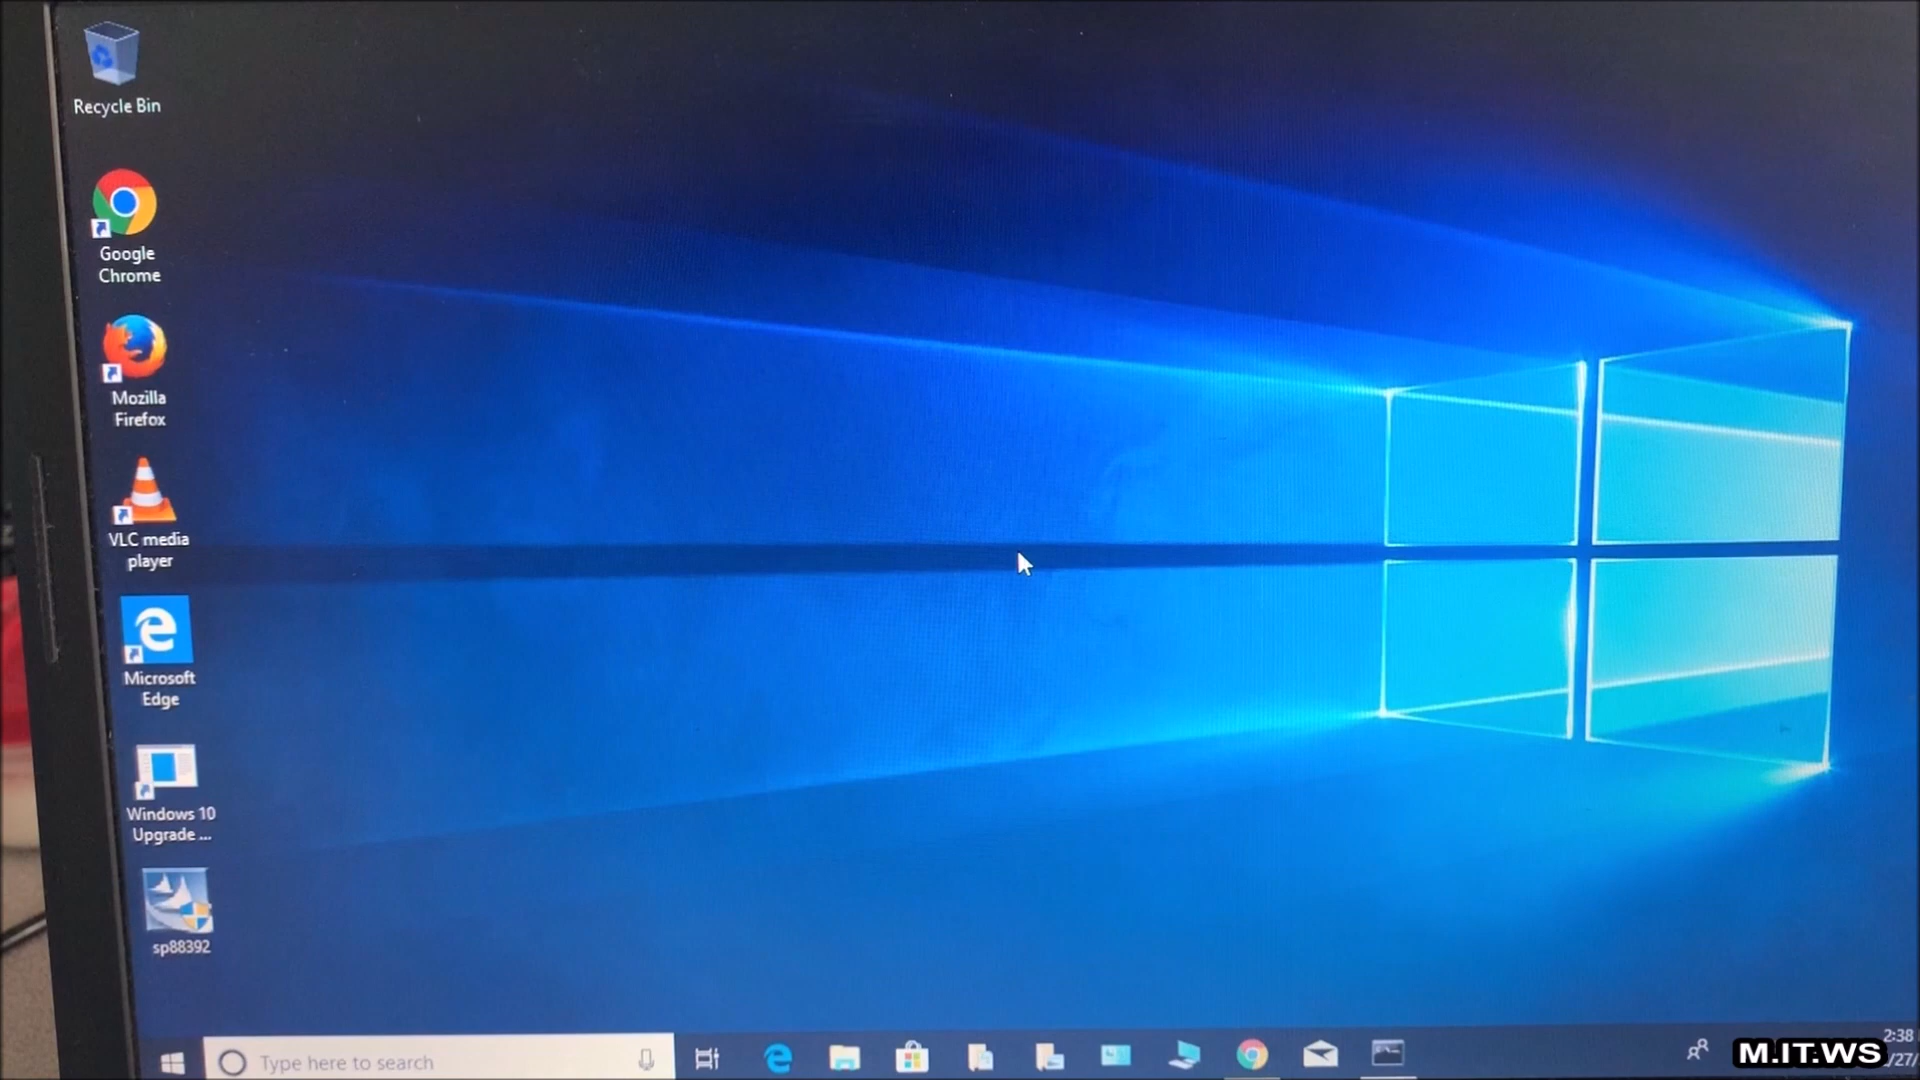 Recycle Bin
Google
Chrome
Mozilla
Firefox
VLC media
player
Microsoft
Edge
Windows 10
Upgrade ...
sp88392
Type here to search
2:38
/27/
M.IT.WS